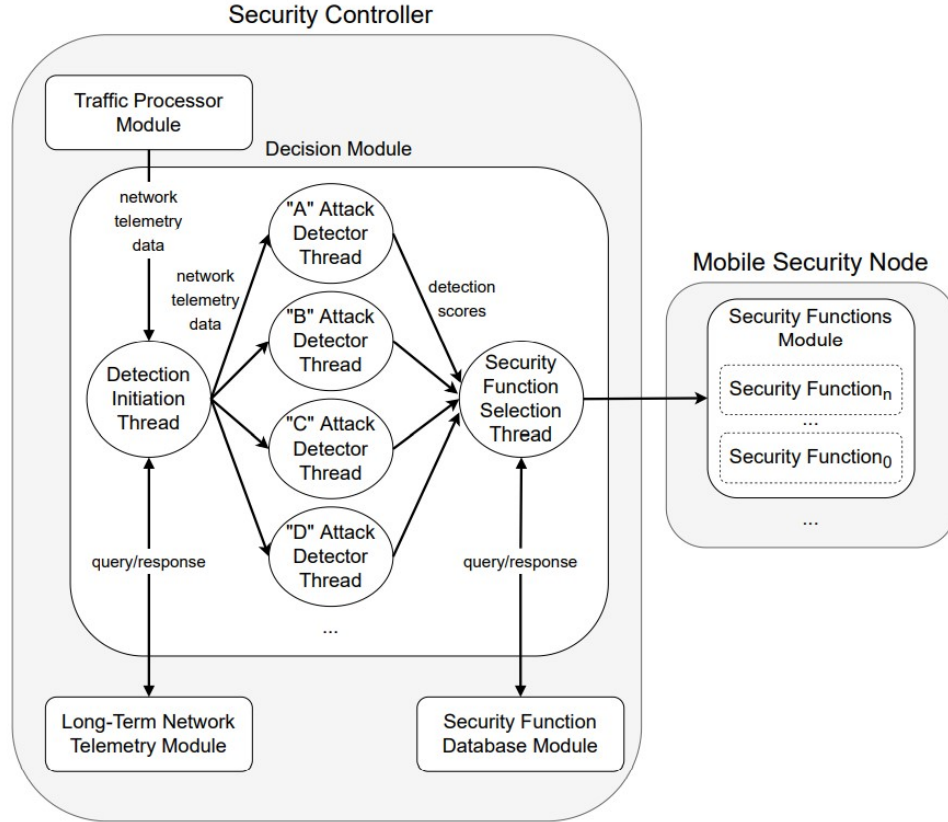 Security Controller
Traffic Processor
Module
Decision Module
network
telemetry
data
network
telemetry
data
"A" Attack
Detector
Thread
"B" Attack
Detector
Thread
"C" Attack
Detector
Thread
"D" Attack
Detector
Thread
...
detection
scores
Detection
Initiation
Thread
Security
Function
Selection
Thread
query/response
query/response
Long-Term Network
Telemetry Module
Security Function
Database Module
Mobile Security Node
Security Functions
Module
Security Functionn
...
Security Function0
...